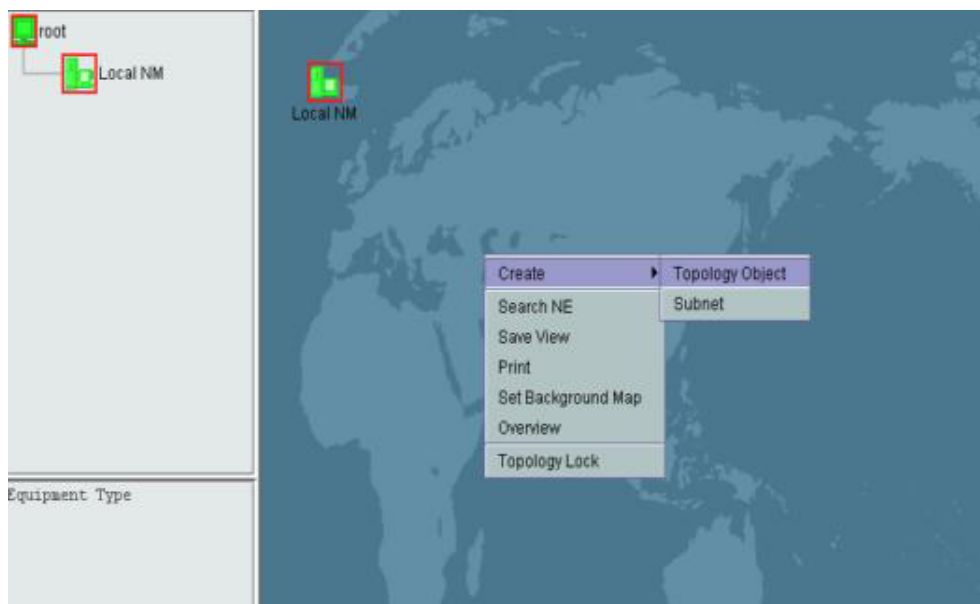 root
Local NM
Local NM
Create
Topology Object
Search NE
Subnet
Save View
Print
Set Background Map
Overview
Topology Lock
Equipment Type